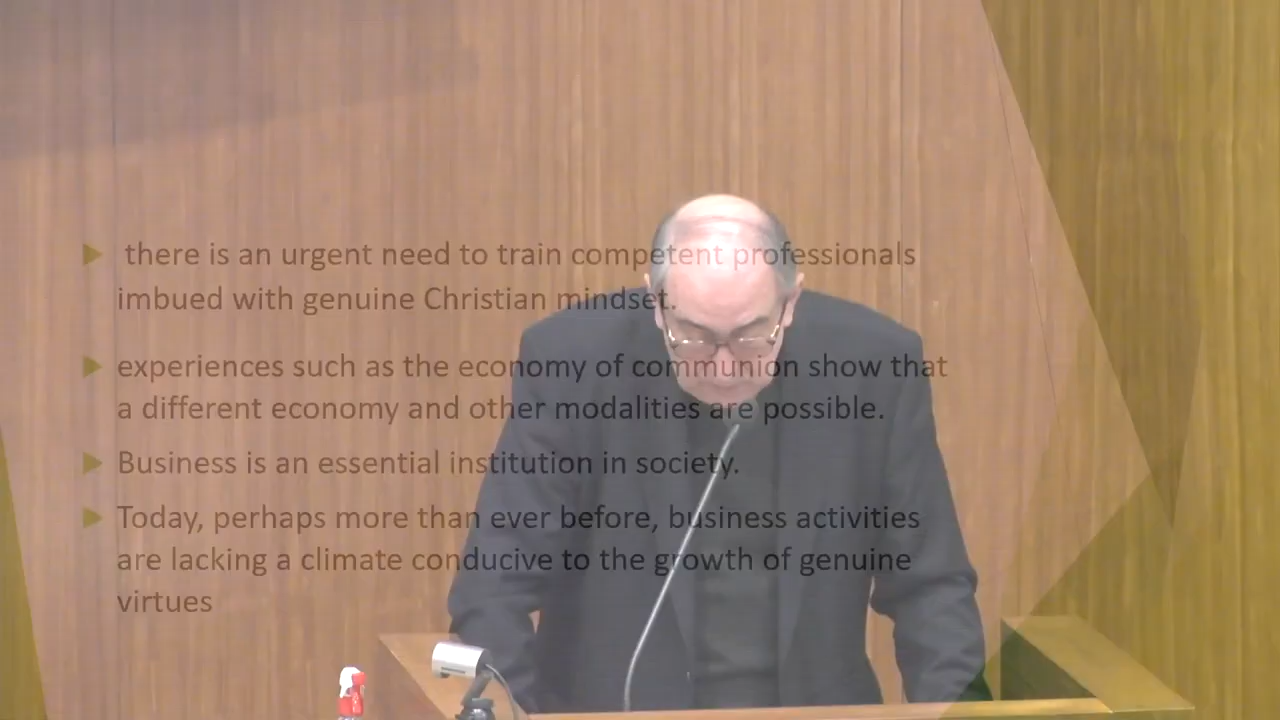 there is an urgent need to train competent professionals
imbued with genuine Christian mindset.
experiences such as the economy of communion show that
a different economy and other modalities are possible.
Business is an essential institution in society.
Today, perhaps more than ever before, business activities
are lacking a climate conducive to the growth of genuine
virtues